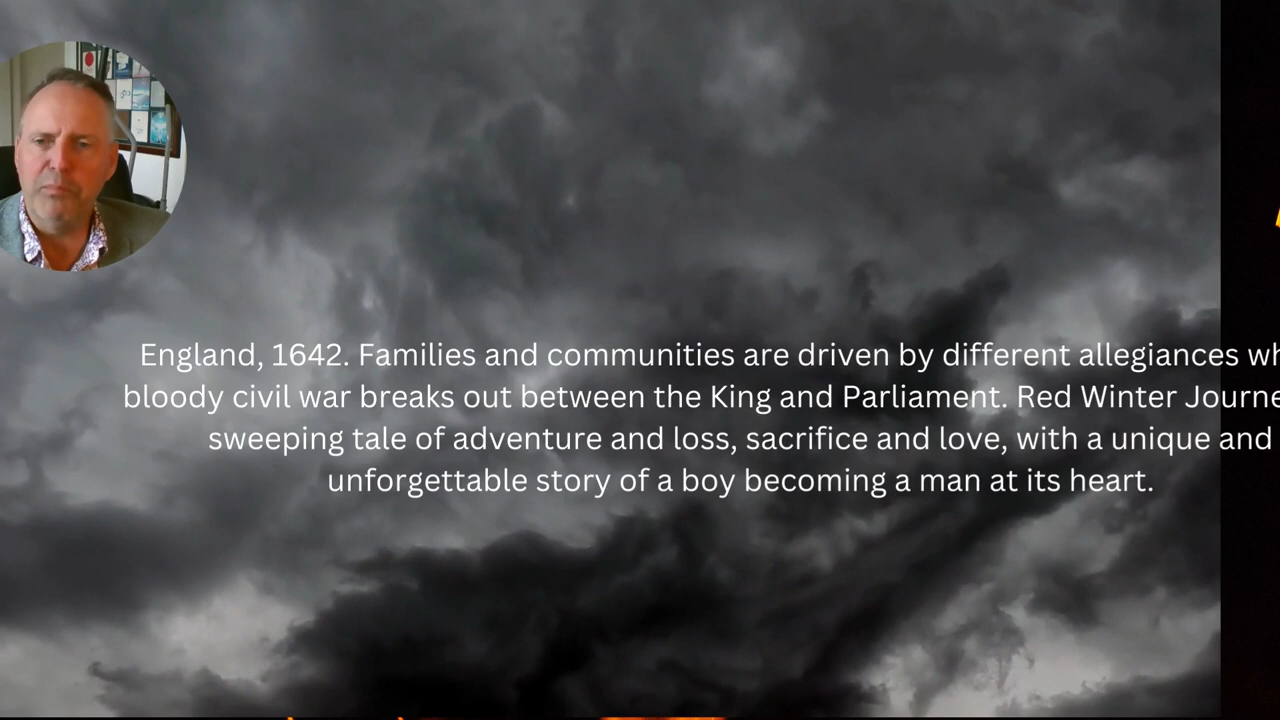 England, 1642. Families and communities are driven by different allegiances
bloody civil war breaks out between the King and Parliament. Red Winter
sweeping tale of adventure and loss, sacrifice and love, with a unique and
unforgettable story of a boy becoming a man at its heart.